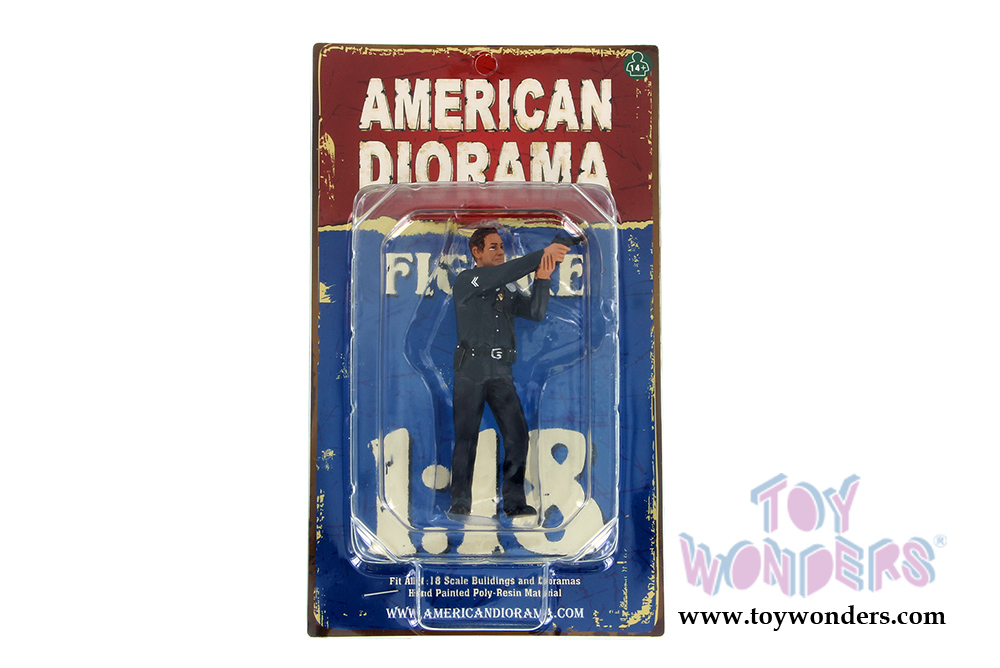 14+
AMERICAN
DIORAMA
FIGURE
1:18
Fit All 1:18 Scale Buildings and Dioramas
Hand Painted Poly-Resin Material
WWW.AMERICANDIORAMA.COM
TOY
WONDERS®
www.toywonders.com